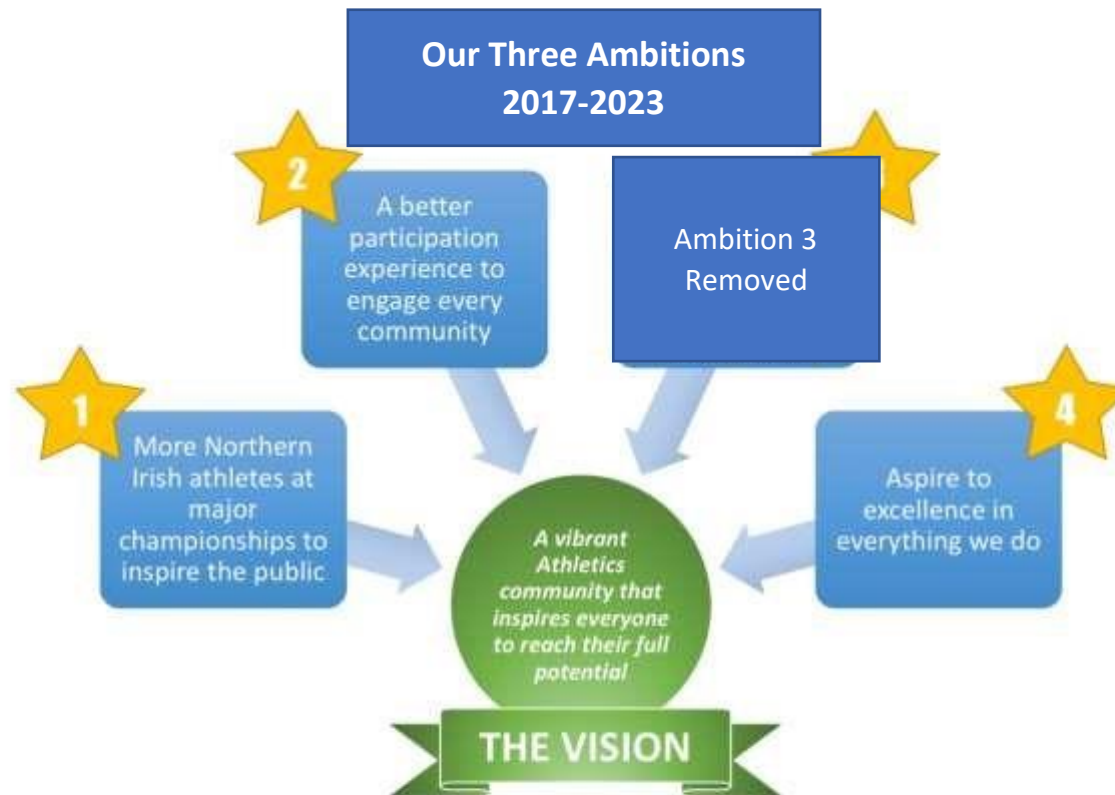 Our Three Ambitions
2017-2023
2
A better
participation
experience to
engage every
community
Ambition 3
Removed
1
More Northern
Irish athletes at
major
championships to
inspire the public
4
Aspire to
excellence in
everything we do
A vibrant
Athletics
community that
inspires everyone
to reach their full
potential
THE VISION